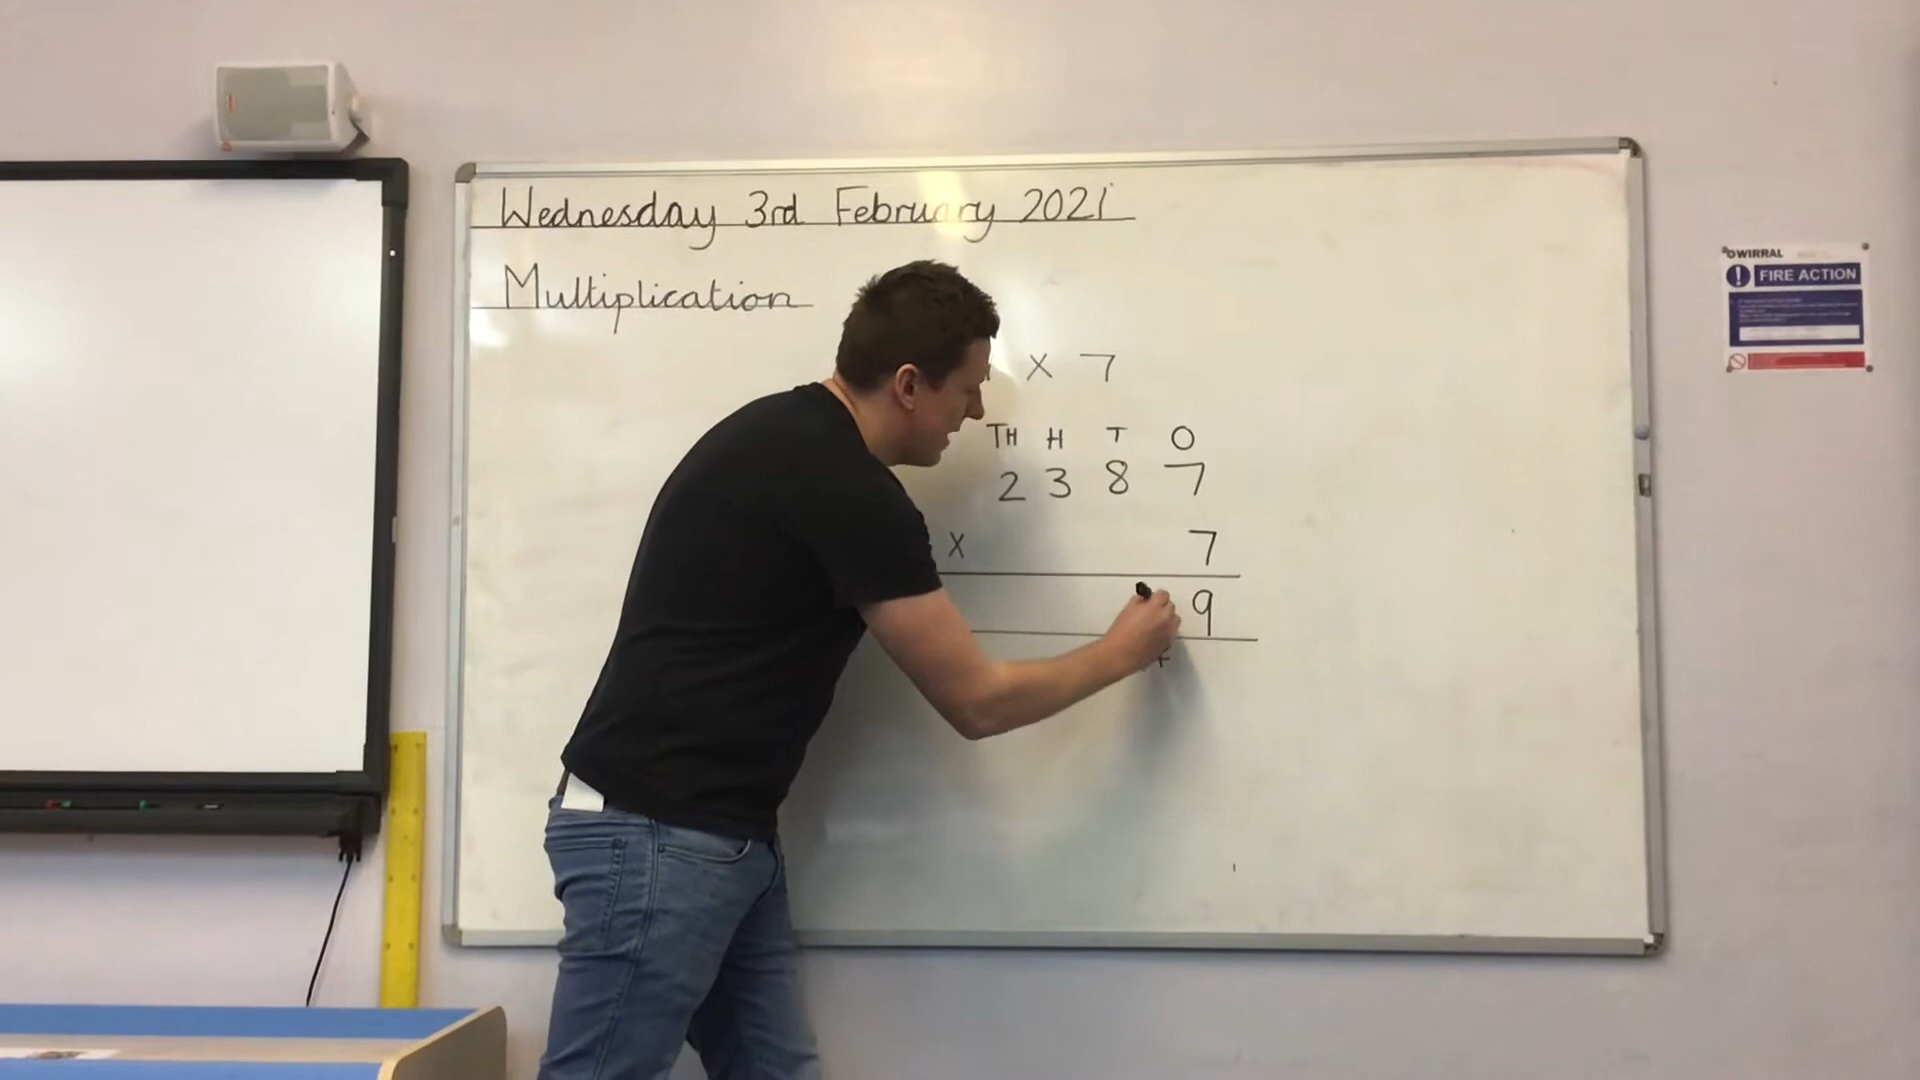 Wednesday 3rd February 2021
Multiplication
X 7
TH H T O
2 3 8 7
X 7
9
WIRRAL
FIRE ACTION